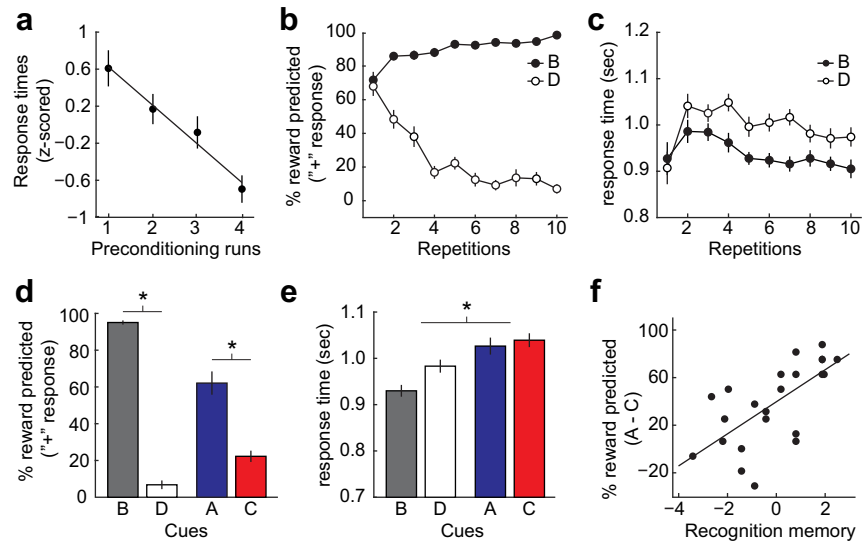 a
Response times
(z-scored)
0.6
0.2
−0.2
−0.6
−1
1 2 3 4
Preconditioning runs
b
% reward predicted
("+" response)
100
80
60
40
20
0
B
D
2 4 6 8 10
Repetitions
c
response time (sec)
1.2
1.1
1.0
0.9
0.8
B
D
2 4 6 8 10
Repetitions
d
% reward predicted
("+" response)
100
80
60
40
20
0
*
*
B D A C
Cues
e
response time (sec)
1.1
1.0
0.9
0.8
0.7
*
B D A C
Cues
f
% reward predicted
(A - C)
100
60
20
−20
−4 −2 0 2
Recognition memory